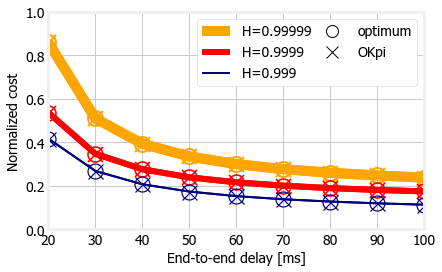 1.0
0.8
0.6
0.4
0.2
0.0
Normalized cost
H=0.99999
H=0.9999
H=0.999
optimum
OKpi
20 30 40 50 60 70 80 90 100
End-to-end delay [ms]